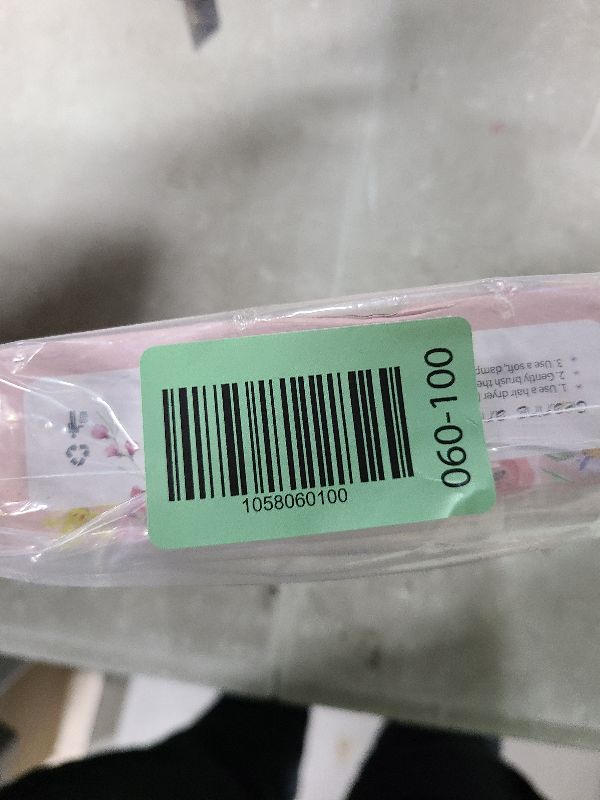 1058060100
060-100
1. Use a hair dryer
2. Gently brush the
3. Use a soft, damp